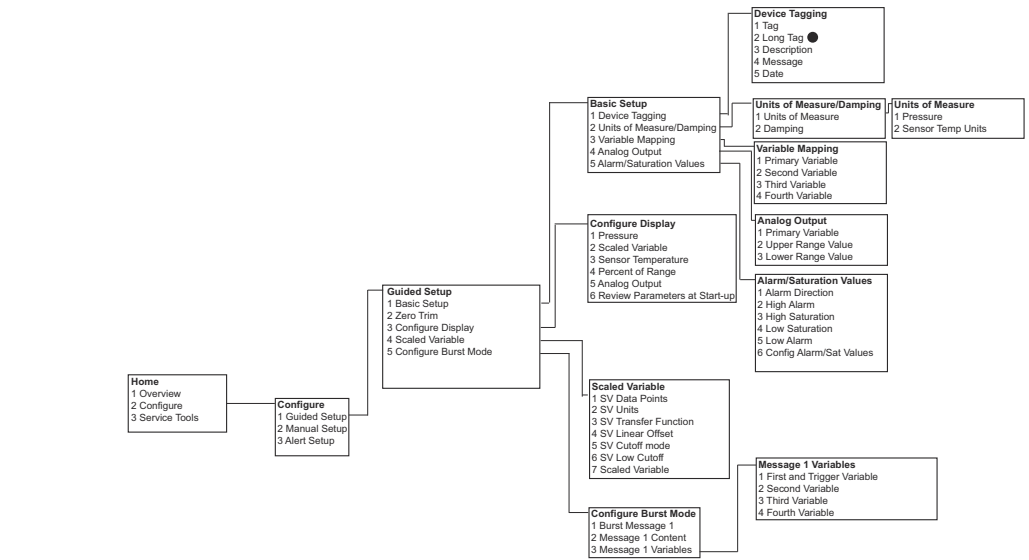 Home
1 Overview
2 Configure
3 Service Tools
Configure
1 Guided Setup
2 Manual Setup
3 Alert Setup
Guided Setup
1 Basic Setup
2 Zero Trim
3 Configure Display
4 Scaled Variable
5 Configure Burst Mode
Basic Setup
1 Device Tagging
2 Units of Measure/Damping
3 Variable Mapping
4 Analog Output
5 Alarm/Saturation Values
Device Tagging
1 Tag
2 Long Tag
3 Description
4 Message
5 Date
Units of Measure/Damping
1 Units of Measure
2 Damping
Units of Measure
1 Pressure
2 Sensor Temp Units
Variable Mapping
1 Primary Variable
2 Second Variable
3 Third Variable
4 Fourth Variable
Analog Output
1 Primary Variable
2 Upper Range Value
3 Lower Range Value
Alarm/Saturation Values
1 Alarm Direction
2 High Alarm
3 High Saturation
4 Low Saturation
5 Low Alarm
6 Config Alarm/Sat Values
Configure Display
1 Pressure
2 Scaled Variable
3 Sensor Temperature
4 Percent of Range
5 Analog Output
6 Review Parameters at Start-up
Scaled Variable
1 SV Data Points
2 SV Units
3 SV Transfer Function
4 SV Linear Offset
5 SV Cutoff mode
6 SV Low Cutoff
7 Scaled Variable
Configure Burst Mode
1 Burst Message 1
2 Message 1 Content
3 Message 1 Variables
Message 1 Variables
1 First and Trigger Variable
2 Second Variable
3 Third Variable
4 Fourth Variable